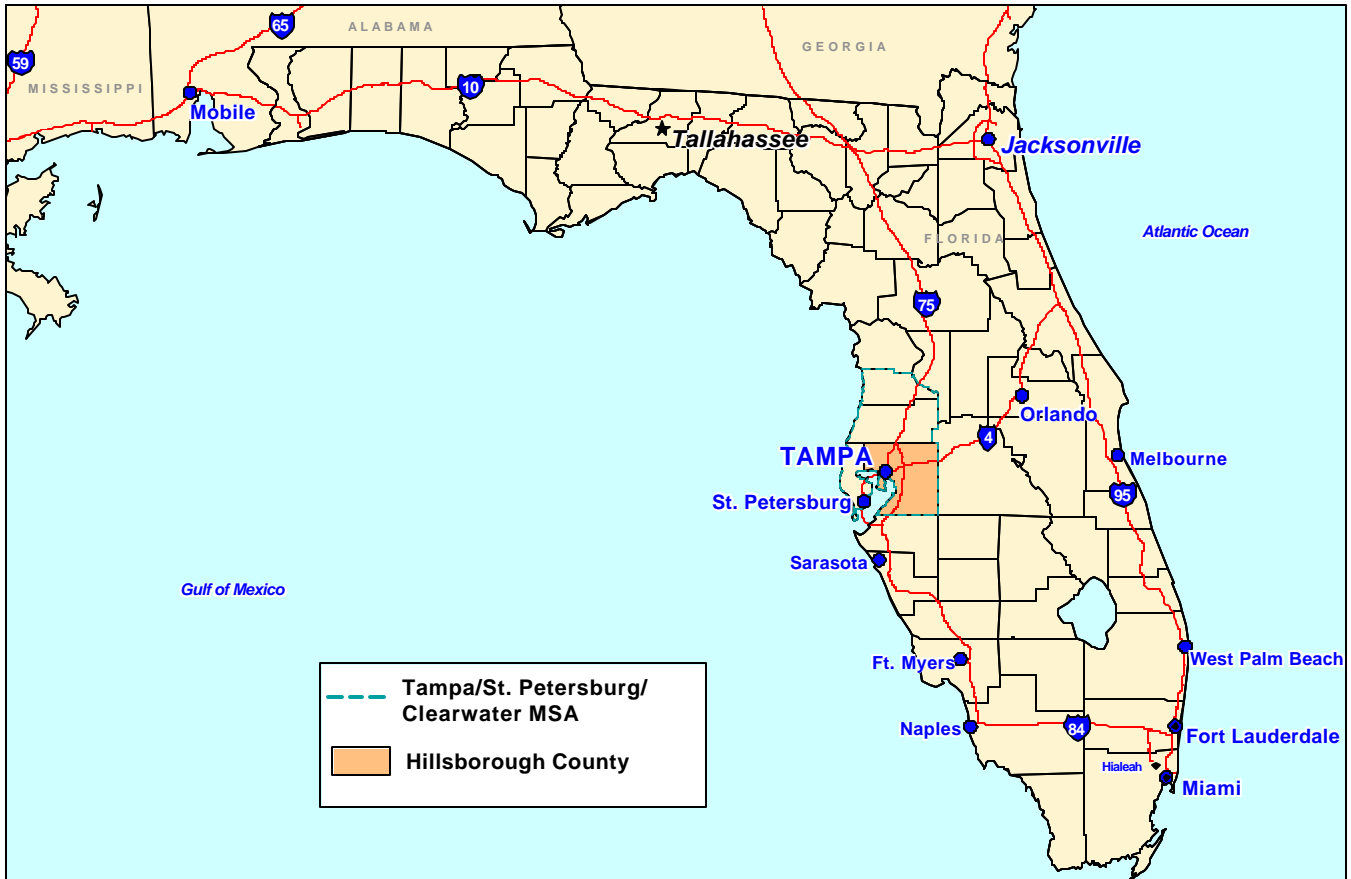 65
ALABAMA
GEORGIA
59
MISSISSIPPI
10
Mobile
Tallahassee
Jacksonville
Atlantic Ocean
FLORIDA
75
Orlando
4
TAMPA
Melbourne
95
St. Petersburg
Sarasota
Gulf of Mexico
West Palm Beach
Ft. Myers
Tampa/St. Petersburg/
Clearwater MSA
Naples
84
Fort Lauderdale
Hillsborough County
Hialeah
Miami